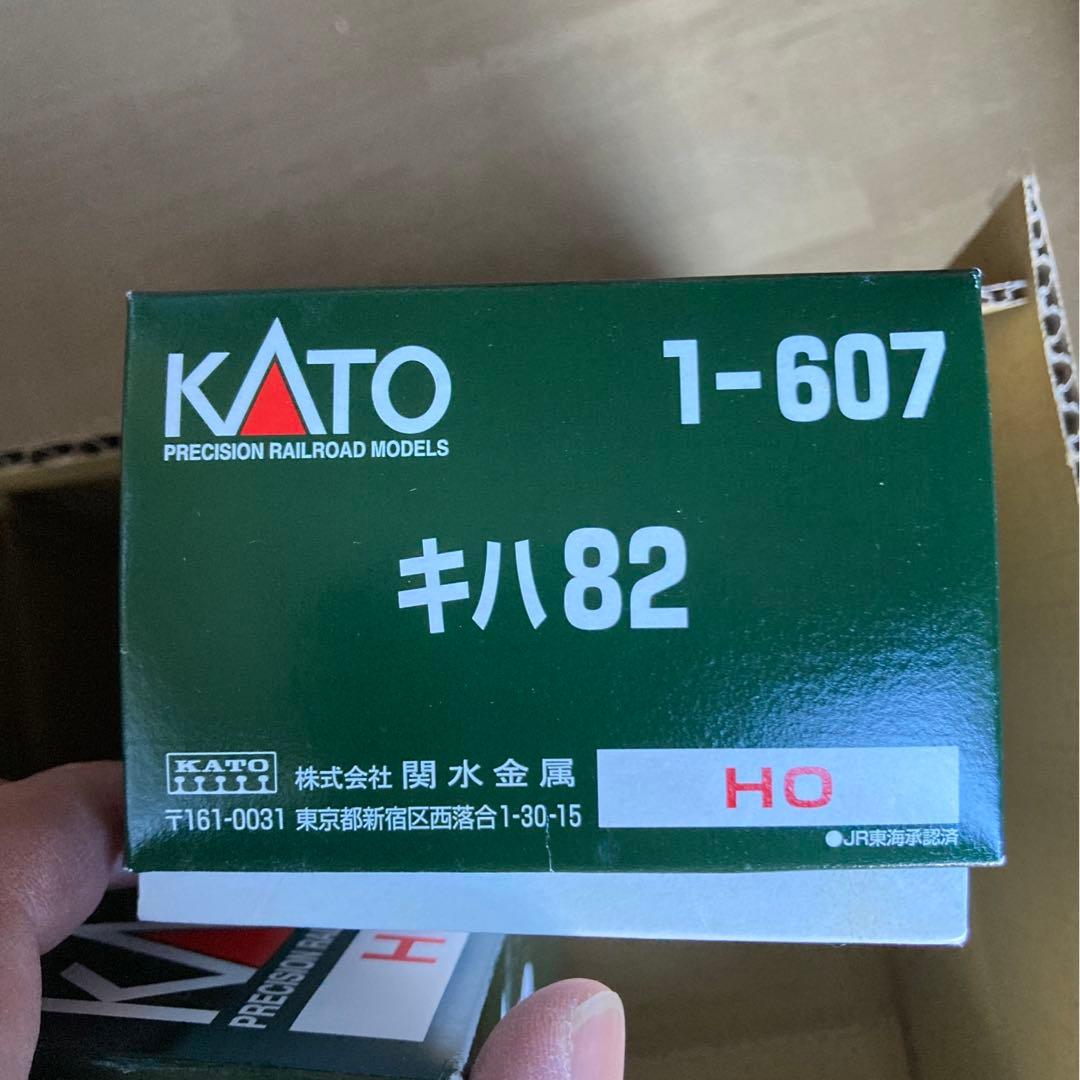 KATO
PRECISION RAILROAD MODELS
1-607
キハ82
KATO
株式会社 関水金属
〒161-0031 東京都新宿区西落合1-30-15
HO
●JR東海承認済
PRECISION
H